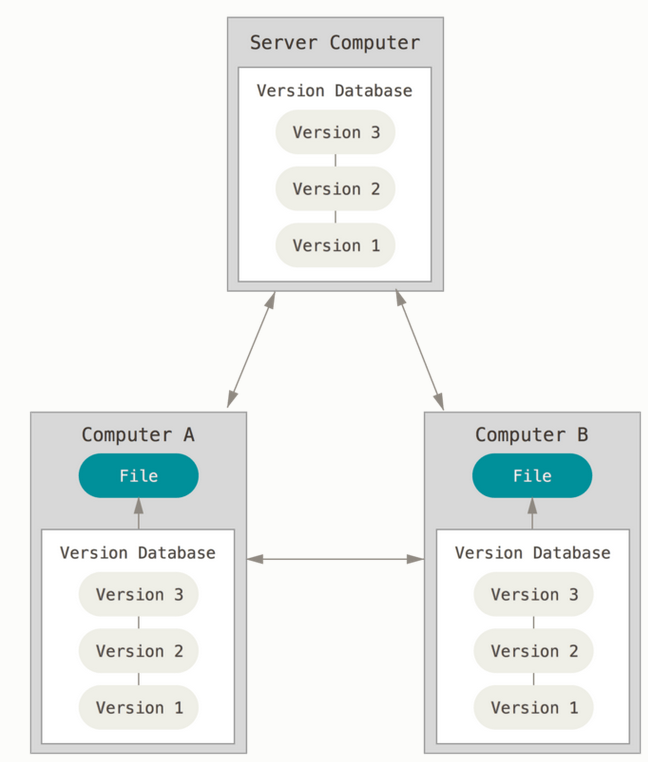 Server Computer
Version Database
Version 3
Version 2
Version 1
Computer A
File
Version Database
Version 3
Version 2
Version 1
Computer B
File
Version Database
Version 3
Version 2
Version 1